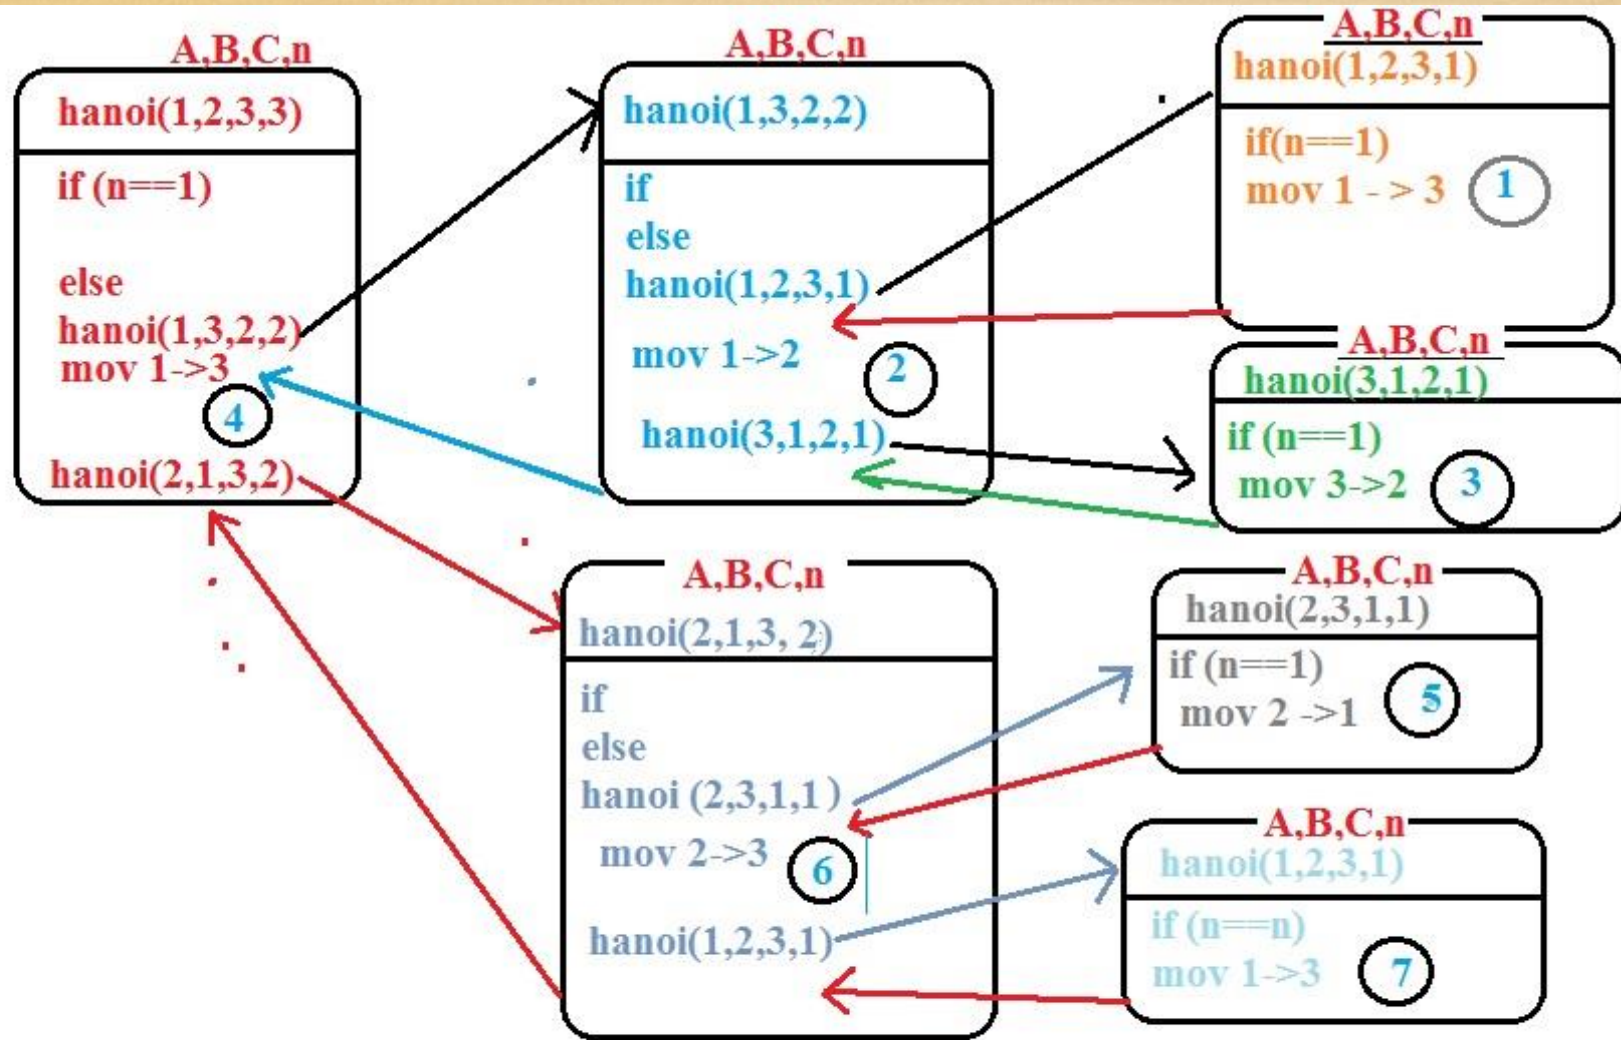 A,B,C,n
hanoi(1,2,3,3)
if (n==1)
else
hanoi(1,3,2,2)
mov 1->3
4
hanoi(2,1,3,2)
A,B,C,n
hanoi(1,3,2,2)
if
else
hanoi(1,2,3,1)
mov 1->2
2
hanoi(3,1,2,1)
A,B,C,n
hanoi(1,2,3,1)
if(n==1)
mov 1 - > 3
1
A,B,C,n
hanoi(3,1,2,1)
if (n==1)
mov 3->2
3
A,B,C,n
hanoi(2,1,3, 2)
if
else
hanoi (2,3,1,1 )
mov 2->3
6
hanoi(1,2,3,1)
A,B,C,n
hanoi(2,3,1,1)
if (n==1)
mov 2 ->1
5
A,B,C,n
hanoi(1,2,3,1)
if (n==n)
mov 1->3
7